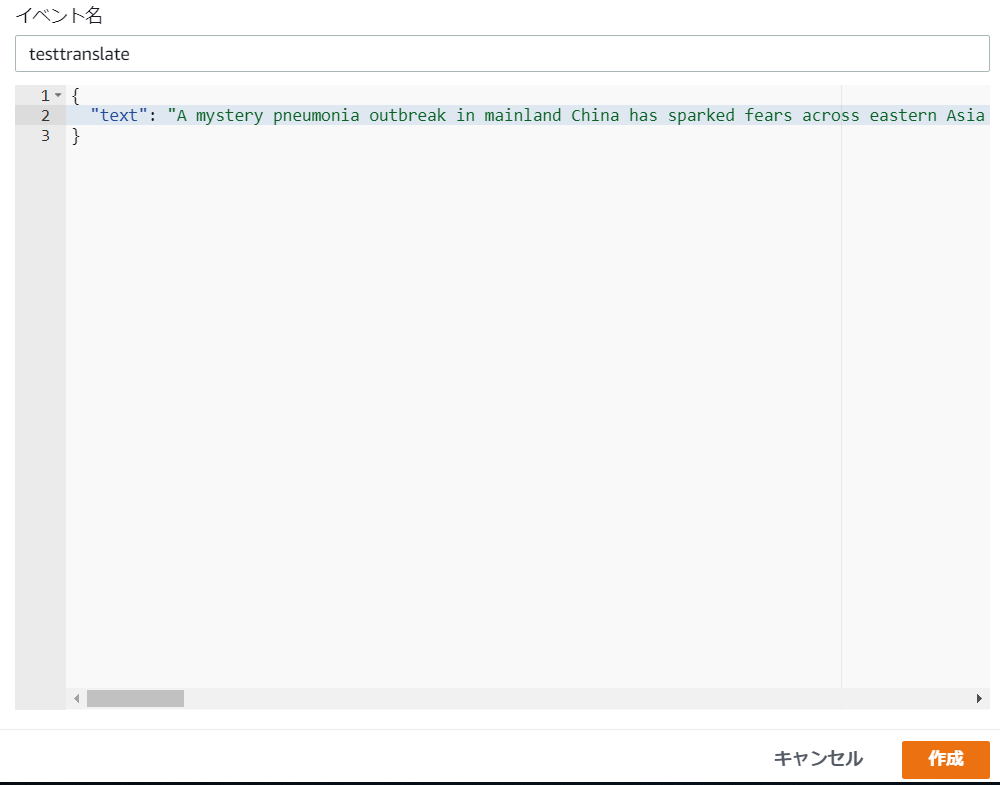 イベント名
testtranslate
1 {
2 "text": "A mystery pneumonia outbreak in mainland China has sparked fears across eastern Asia
3 }
キャンセル 作成